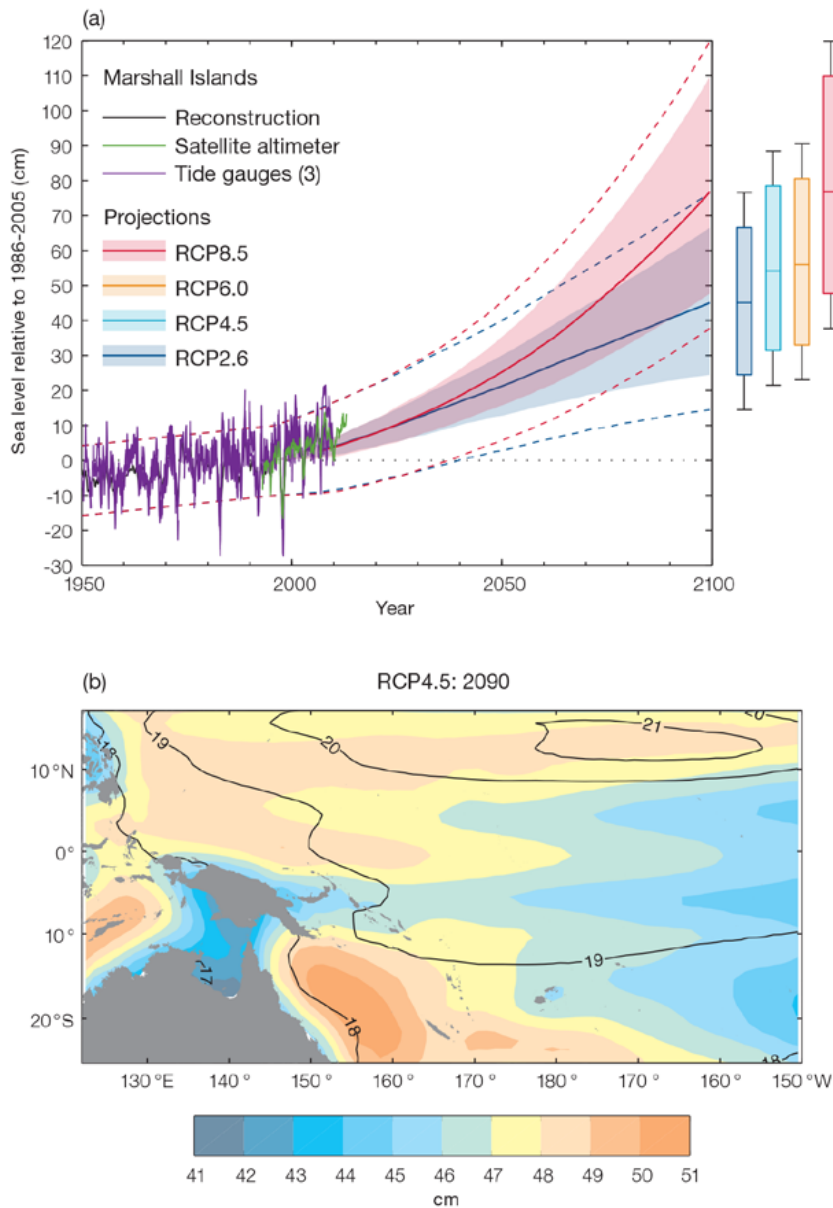 (a)
Marshall Islands
Reconstruction
Satellite altimeter
Tide gauges (3)
Projections
RCP8.5
RCP6.0
RCP4.5
RCP2.6
Sea level relative to 1986-2005 (cm)
120
110
100
90
80
70
60
50
40
30
20
10
0
-10
-20
-30
1950 2000 2050 2100
Year
(b)
RCP4.5: 2090
18 19 20 21 20
10°N
0°
10°
20°S
17 18 19 18
130°E 140° 150° 160° 170° 180° 170° 160° 150°W
41 42 43 44 45 46 47 48 49 50 51
cm